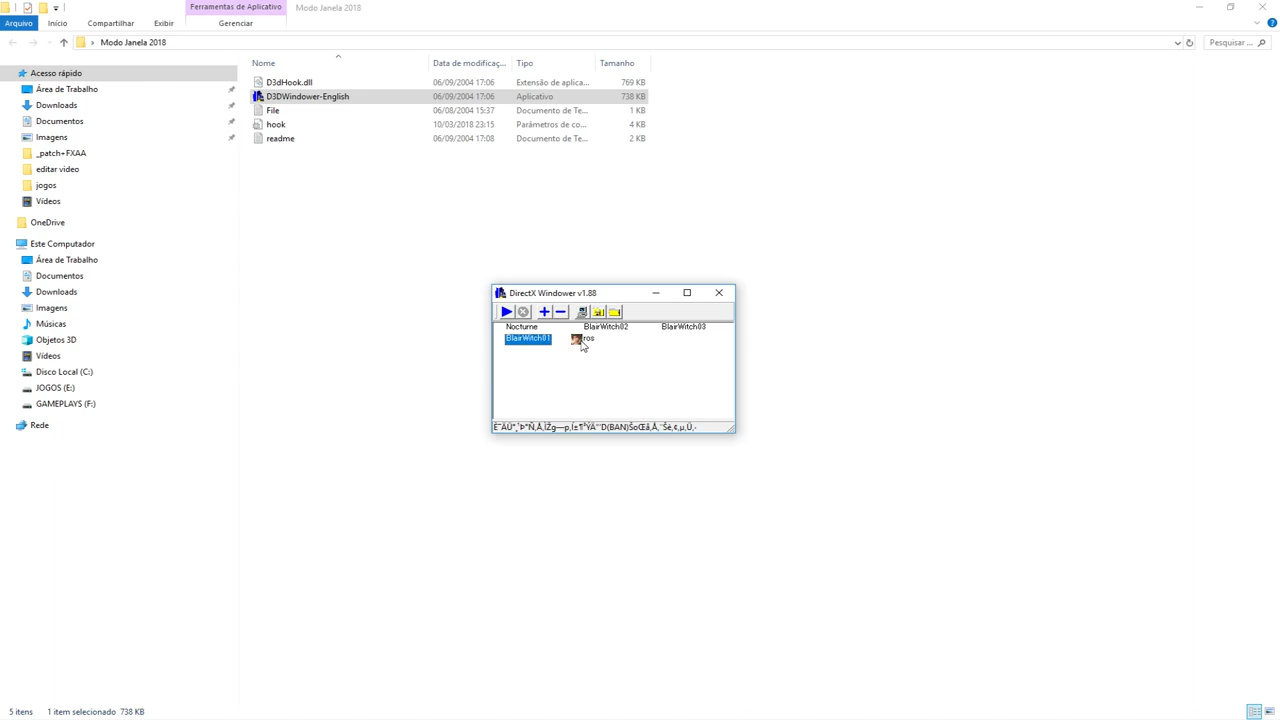 Ferramentas de Aplicativo
Modo Janela 2018
Arquivo
Início
Compartilhar
Exibir
Gerenciar
Modo Janela 2018
Pesquisar ...
Acesso rápido
Área de Trabalho
Downloads
Documentos
Imagens
_patch+FXAA
editar video
jogos
Vídeos
OneDrive
Este Computador
Área de Trabalho
Documentos
Downloads
Imagens
Músicas
Objetos 3D
Vídeos
Disco Local (C:)
JOGOS (E:)
GAMEPLAYS (F:)
Rede
Nome Data de modificaç... Tipo Tamanho
D3dHook.dll 06/09/2004 17:06 Extensão de aplica... 769 KB
D3DWindower-English 06/09/2004 17:06 Aplicativo 738 KB
File 06/08/2004 15:37 Documento de Te... 1 KB
hook 10/03/2018 23:15 Parâmetros de co... 4 KB
readme 06/09/2004 17:08 Documento de Te... 2 KB
DirectX Windower v1.88
Nocturne BlairWitch02 BlairWitch03
BlairWitch01 ros
5 itens 1 item selecionado 738 KB